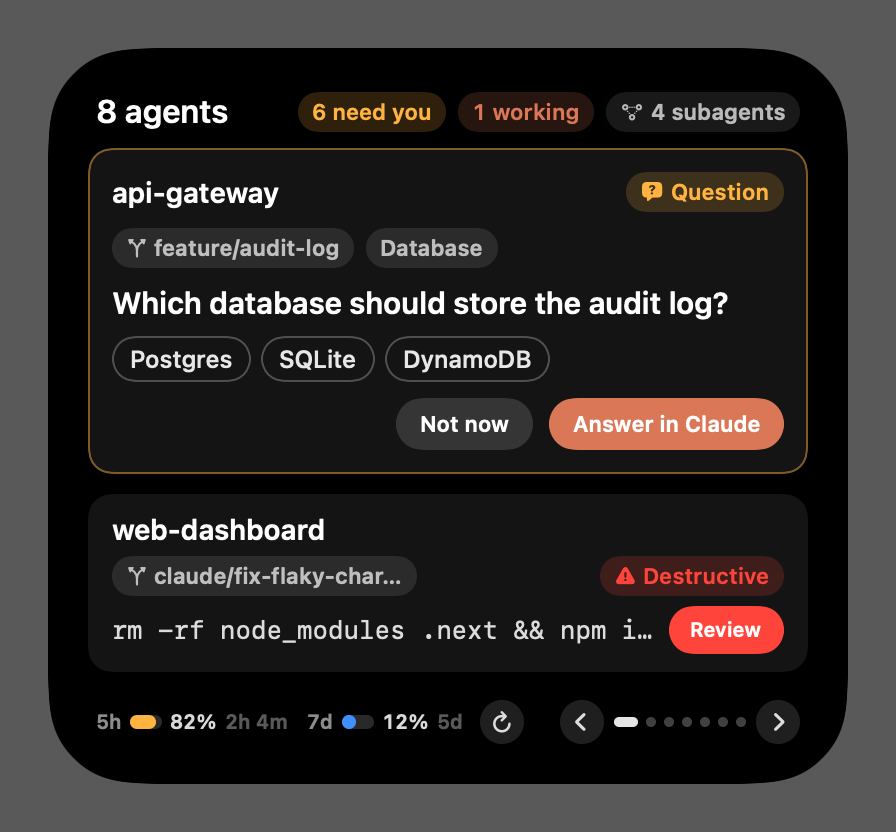 8 agents 6 need you 1 working 4 subagents
api-gateway Question
feature/audit-log Database
Which database should store the audit log?
Postgres SQLite DynamoDB
Not now Answer in Claude
web-dashboard
claude/fix-flaky-char... Destructive
rm -rf node_modules .next && npm i... Review
5h 82% 2h 4m 7d 12% 5d